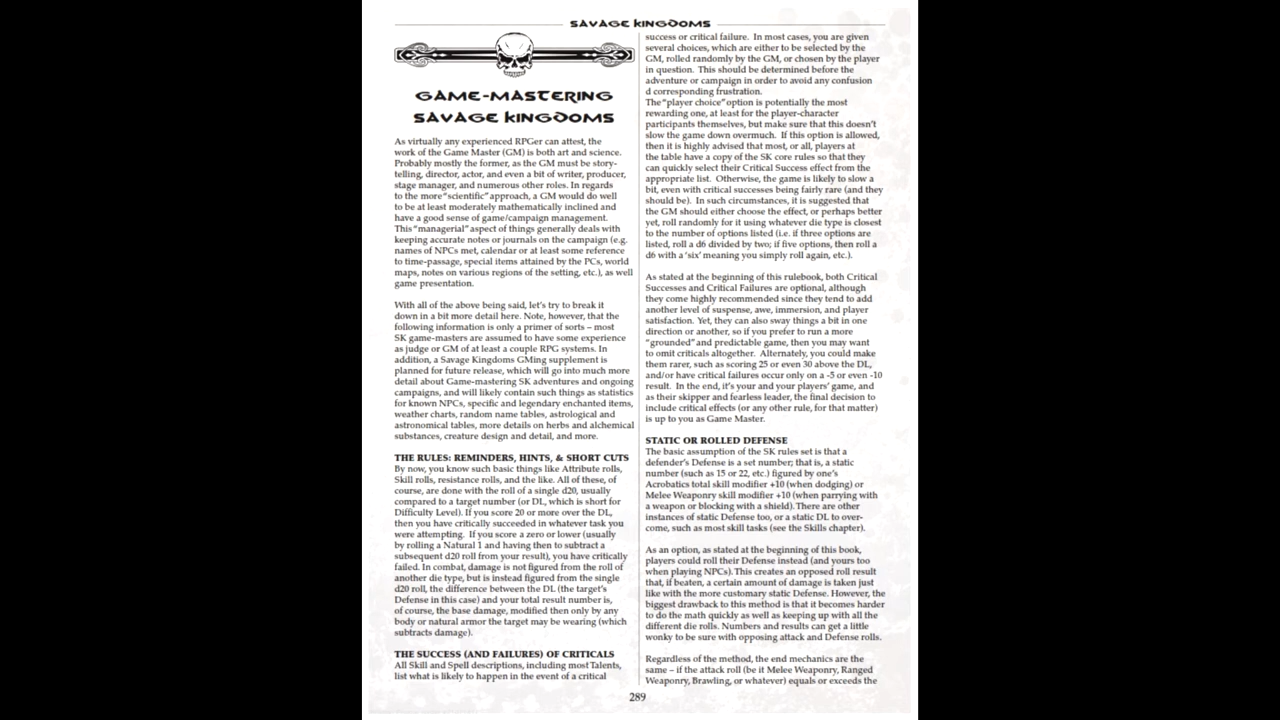 SAVAGE KINGDOMS
GAME-MASTERING
SAVAGE KINGDOMS
As virtually any experienced RPGer can attest, the
work of the Game Master (GM) is both art and science.
Probably mostly the former, as the GM must be story-
telling, director, actor, and even a bit of writer, producer,
stage manager, and numerous other roles. In regards
to the more "scientific" approach, a GM would do well
to be at least moderately mathematically inclined and
have a good sense of game/campaign management.
This "managerial" aspect of things generally deals with
keeping accurate notes or journals on the campaign (e.g.
names of NPCs met, calendar or at least some reference
to time-passage, special items attained by the PCs, world
maps, notes on various regions of the setting, etc.), as well
game presentation.
With all of the above being said, let's try to break it
down in a bit more detail here. Note, however, that the
following information is only a primer of sorts – most
SK game-masters are assumed to have some experience
as judge or GM of at least a couple RPG systems. In
addition, a Savage Kingdoms GMing supplement is
planned for future release, which will go into much more
detail about Game-mastering SK adventures and ongoing
campaigns, and will likely contain such things as statistics
for known NPCs, specific and legendary enchanted items,
weather charts, random name tables, astrological and
astronomical tables, more details on herbs and alchemical
substances, creature design and detail, and more.
THE RULES: REMINDERS, HINTS, & SHORT CUTS
By now, you know such basic things like Attribute rolls,
Skill rolls, resistance rolls, and the like. All of these, of
course, are done with the roll of a single d20, usually
compared to a target number (or DL, which is short for
Difficulty Level). If you score 20 or more over the DL,
then you have critically succeeded in whatever task you
were attempting. If you score a zero or lower (usually
by rolling a Natural 1 and having then to subtract a
subsequent d20 roll from your result), you have critically
failed. In combat, damage is not figured from the roll of
another die type, but is instead figured from the single
d20 roll, the difference between the DL (the target's
Defense in this case) and your total result number is,
of course, the base damage, modified then only by any
body or natural armor the target may be wearing (which
subtracts damage).
THE SUCCESS (AND FAILURES) OF CRITICALS
All Skill and Spell descriptions, including most Talents,
list what is likely to happen in the event of a critical
success or critical failure. In most cases, you are given
several choices, which are either to be selected by the
GM, rolled randomly by the GM, or chosen by the player
in question. This should be determined before the
adventure or campaign in order to avoid any confusion
d corresponding frustration.
The "player choice" option is potentially the most
rewarding one, at least for the player-character
participants themselves, but make sure that this doesn't
slow the game down overmuch. If this option is allowed,
then it is highly advised that most, or all, players at
the table have a copy of the SK core rules so that they
can quickly select their Critical Success effect from the
appropriate list. Otherwise, the game is likely to slow a
bit, even with critical successes being fairly rare (and they
should be). In such circumstances, it is suggested that
the GM should either choose the effect, or perhaps better
yet, roll randomly for it using whatever die type is closest
to the number of options listed (i.e. if three options are
listed, roll a d6 divided by two; if five options, then roll a
d6 with a 'six' meaning you simply roll again, etc.).
As stated at the beginning of this rulebook, both Critical
Successes and Critical Failures are optional, although
they come highly recommended since they tend to add
another level of suspense, awe, immersion, and player
satisfaction. Yet, they can also sway things a bit in one
direction or another, so if you prefer to run a more
"grounded" and predictable game, then you may want
to omit criticals altogether. Alternately, you could make
them rarer, such as scoring 25 or even 30 above the DL,
and/or have critical failures occur only on a -5 or even -10
result. In the end, it's your and your players' game, and
as their skipper and fearless leader, the final decision to
include critical effects (or any other rule, for that matter)
is up to you as Game Master.
STATIC OR ROLLED DEFENSE
The basic assumption of the SK rules set is that a
defender's Defense is a set number; that is, a static
number (such as 15 or 22, etc.) figured by one's
Acrobatics total skill modifier +10 (when dodging) or
Melee Weaponry skill modifier +10 (when parrying with
a weapon or blocking with a shield). There are other
instances of static Defense too, or a static DL to over-
come, such as most skill tasks (see the Skills chapter).
As an option, as stated at the beginning of this book,
players could roll their Defense instead (and yours too
when playing NPCs). This creates an opposed roll result
that, if beaten, a certain amount of damage is taken just
like with the more customary static Defense. However, the
biggest drawback to this method is that it becomes harder
to do the math quickly as well as keeping up with all the
different die rolls. Numbers and results can get a little
wonky to be sure with opposing attack and Defense rolls.
Regardless of the method, the end mechanics are the
same – if the attack roll (be it Melee Weaponry, Ranged
Weaponry, Brawling, or whatever) equals or exceeds the
289